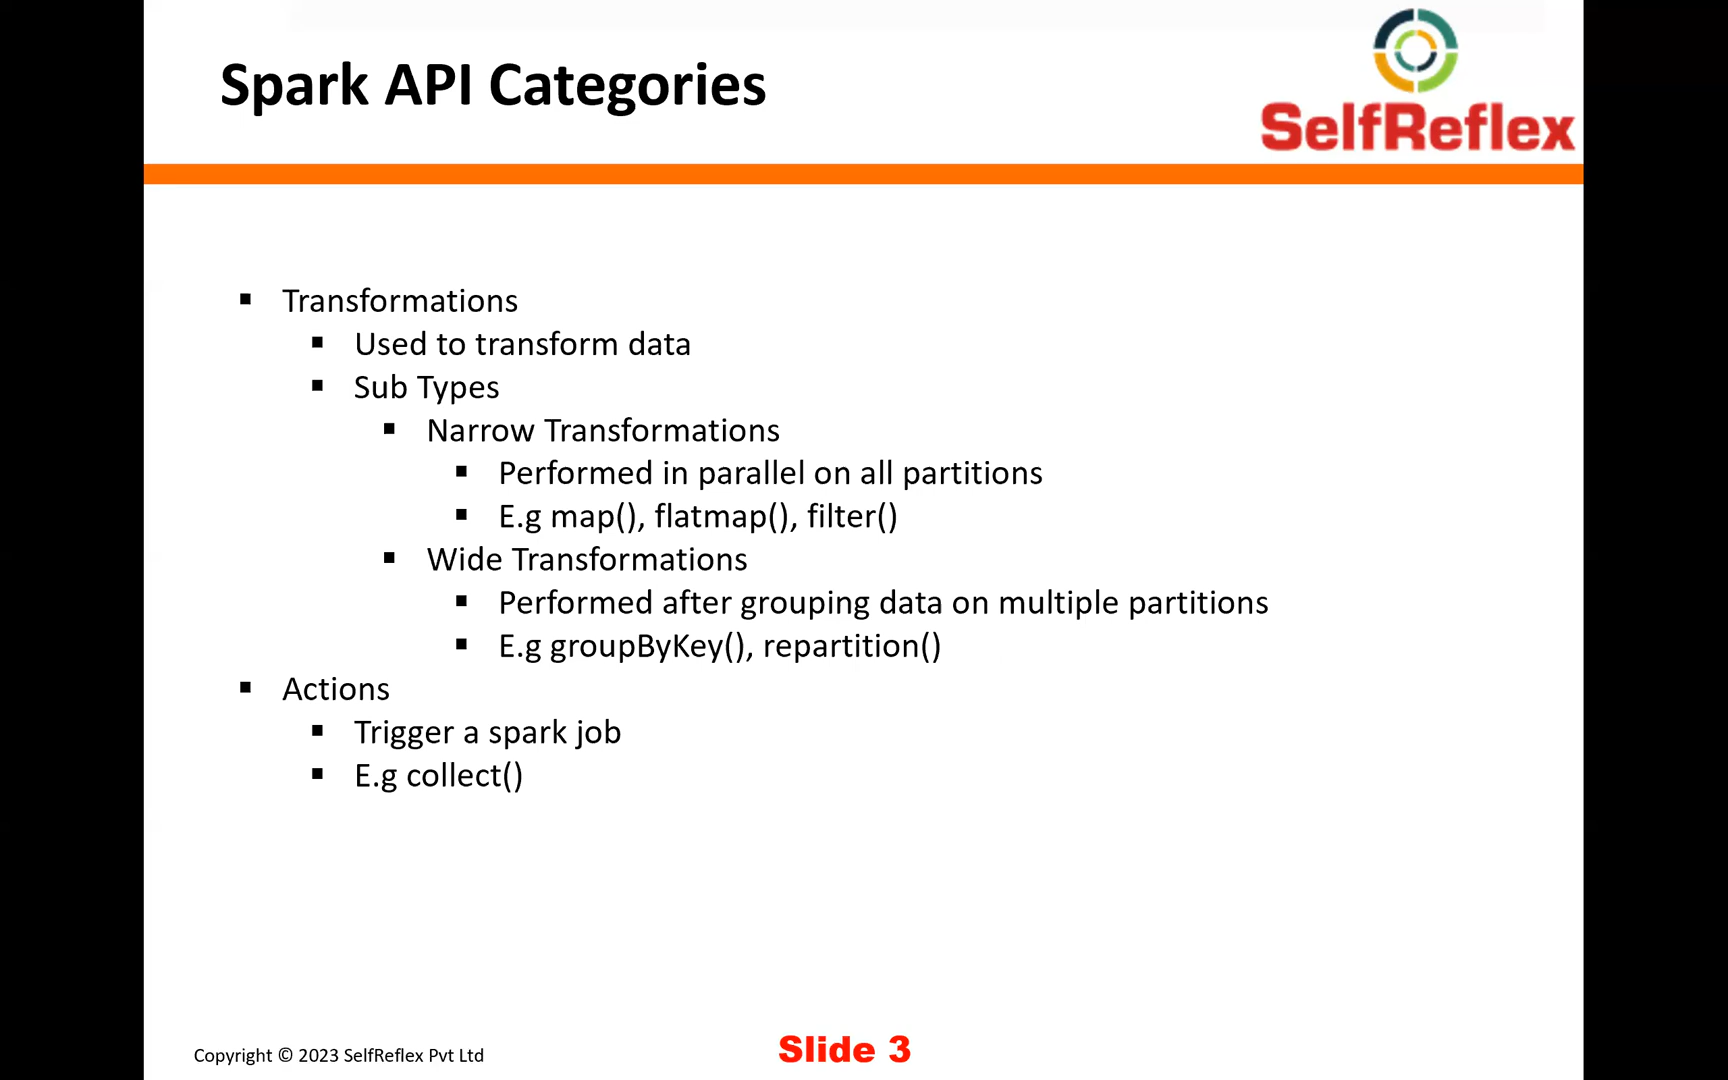 Spark API Categories
SelfReflex
▪ Transformations
▪ Used to transform data
▪ Sub Types
▪ Narrow Transformations
▪ Performed in parallel on all partitions
▪ E.g map(), flatmap(), filter()
▪ Wide Transformations
▪ Performed after grouping data on multiple partitions
▪ E.g groupByKey(), repartition()
▪ Actions
▪ Trigger a spark job
▪ E.g collect()
Copyright © 2023 SelfReflex Pvt Ltd
Slide 3